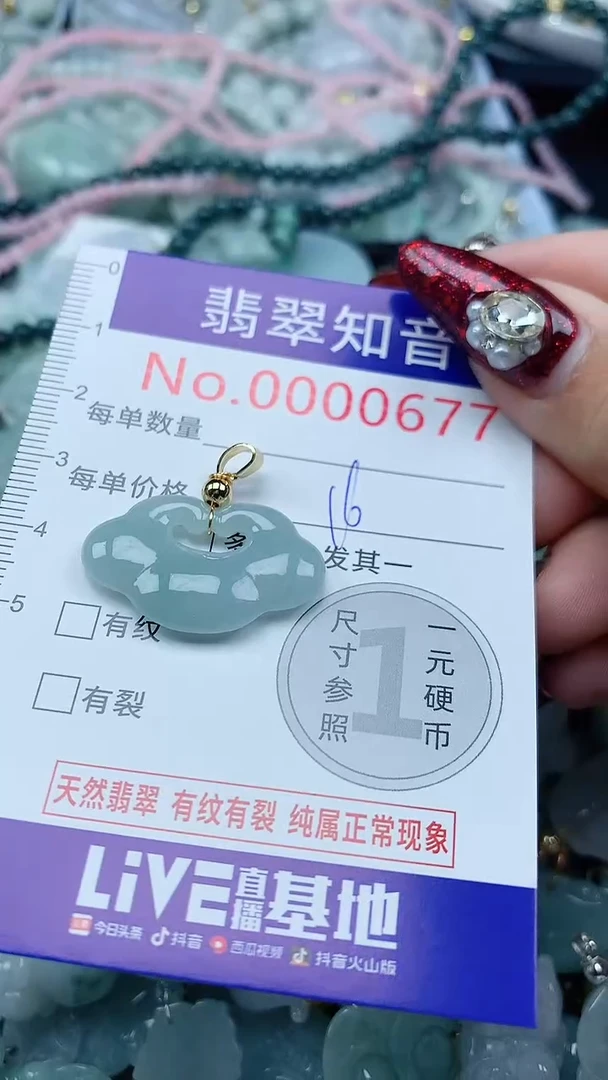 0
1
2
3
4
5
翡翠知音
No.0000677
每单数量
每单价格 16
多 发其一
有纹
有裂
尺寸参照
1
一元硬币
天然翡翠 有纹有裂 纯属正常现象
LiVE直播基地
今日头条 抖音 西瓜视频 抖音火山版